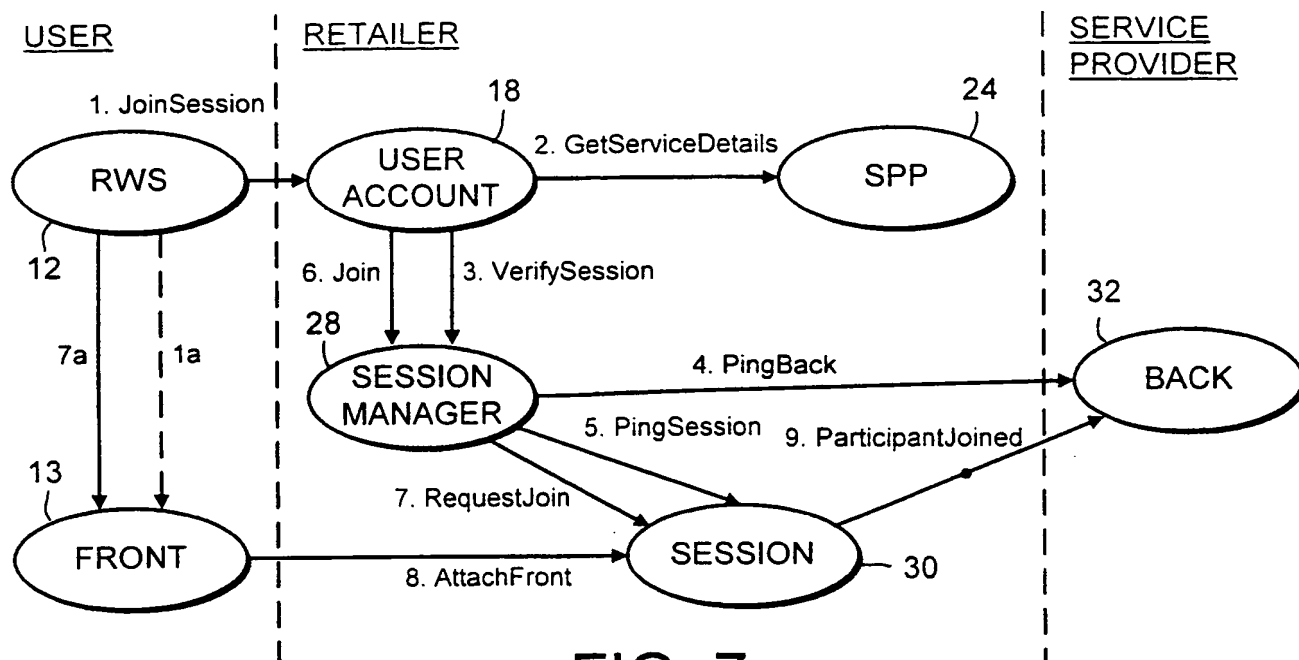 USER
RETAILER
SERVICE
PROVIDER
1. JoinSession
18
24
2. GetServiceDetails
RWS
USER
ACCOUNT
SPP
12
6. Join
3. VerifySession
32
28
7a
1a
4. PingBack
SESSION
MANAGER
BACK
5. PingSession
9. ParticipantJoined
13
7. RequestJoin
FRONT
SESSION
8. AttachFront
30